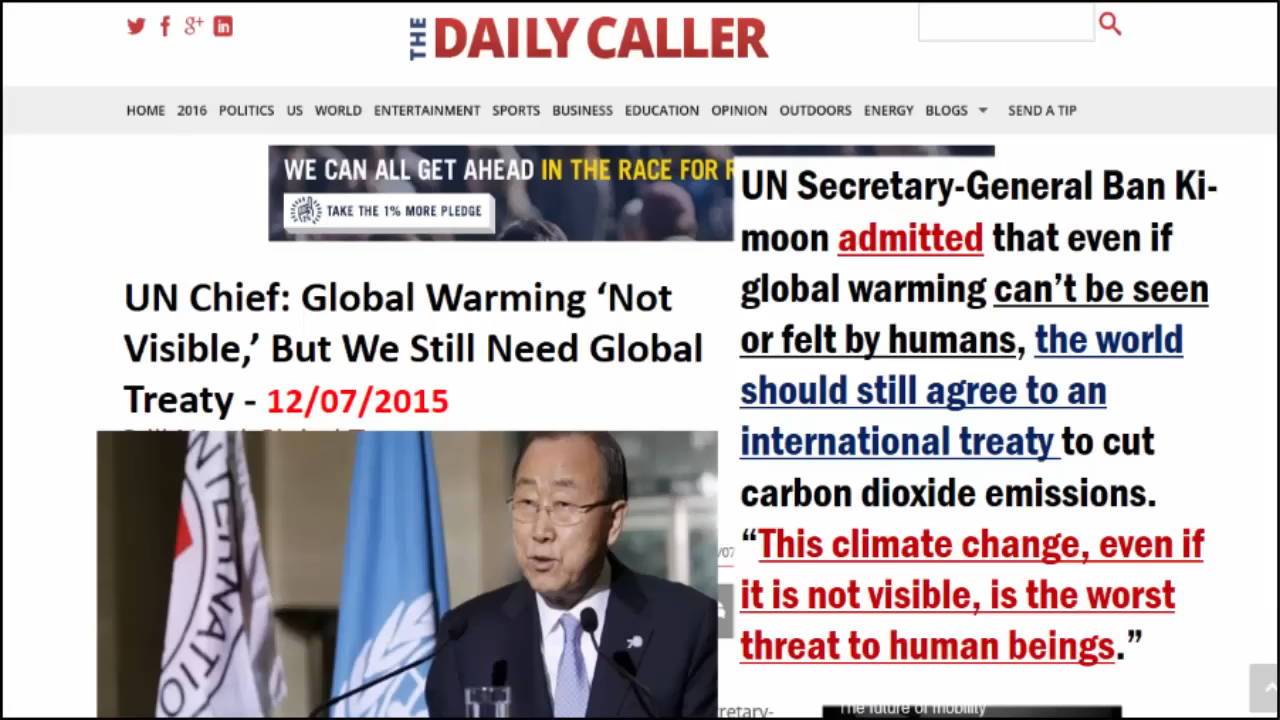 THE DAILY CALLER
HOME 2016 POLITICS US WORLD ENTERTAINMENT SPORTS BUSINESS EDUCATION OPINION OUTDOORS ENERGY BLOGS SEND A TIP
WE CAN ALL GET AHEAD IN THE RACE FOR
TAKE THE 1% MORE PLEDGE
UN Chief: Global Warming ‘Not
Visible,’ But We Still Need Global
Treaty - 12/07/2015
UN Secretary-General Ban Ki-
moon admitted that even if
global warming can’t be seen
or felt by humans, the world
should still agree to an
international treaty to cut
carbon dioxide emissions.
“This climate change, even if
it is not visible, is the worst
threat to human beings.”
The future of mobility